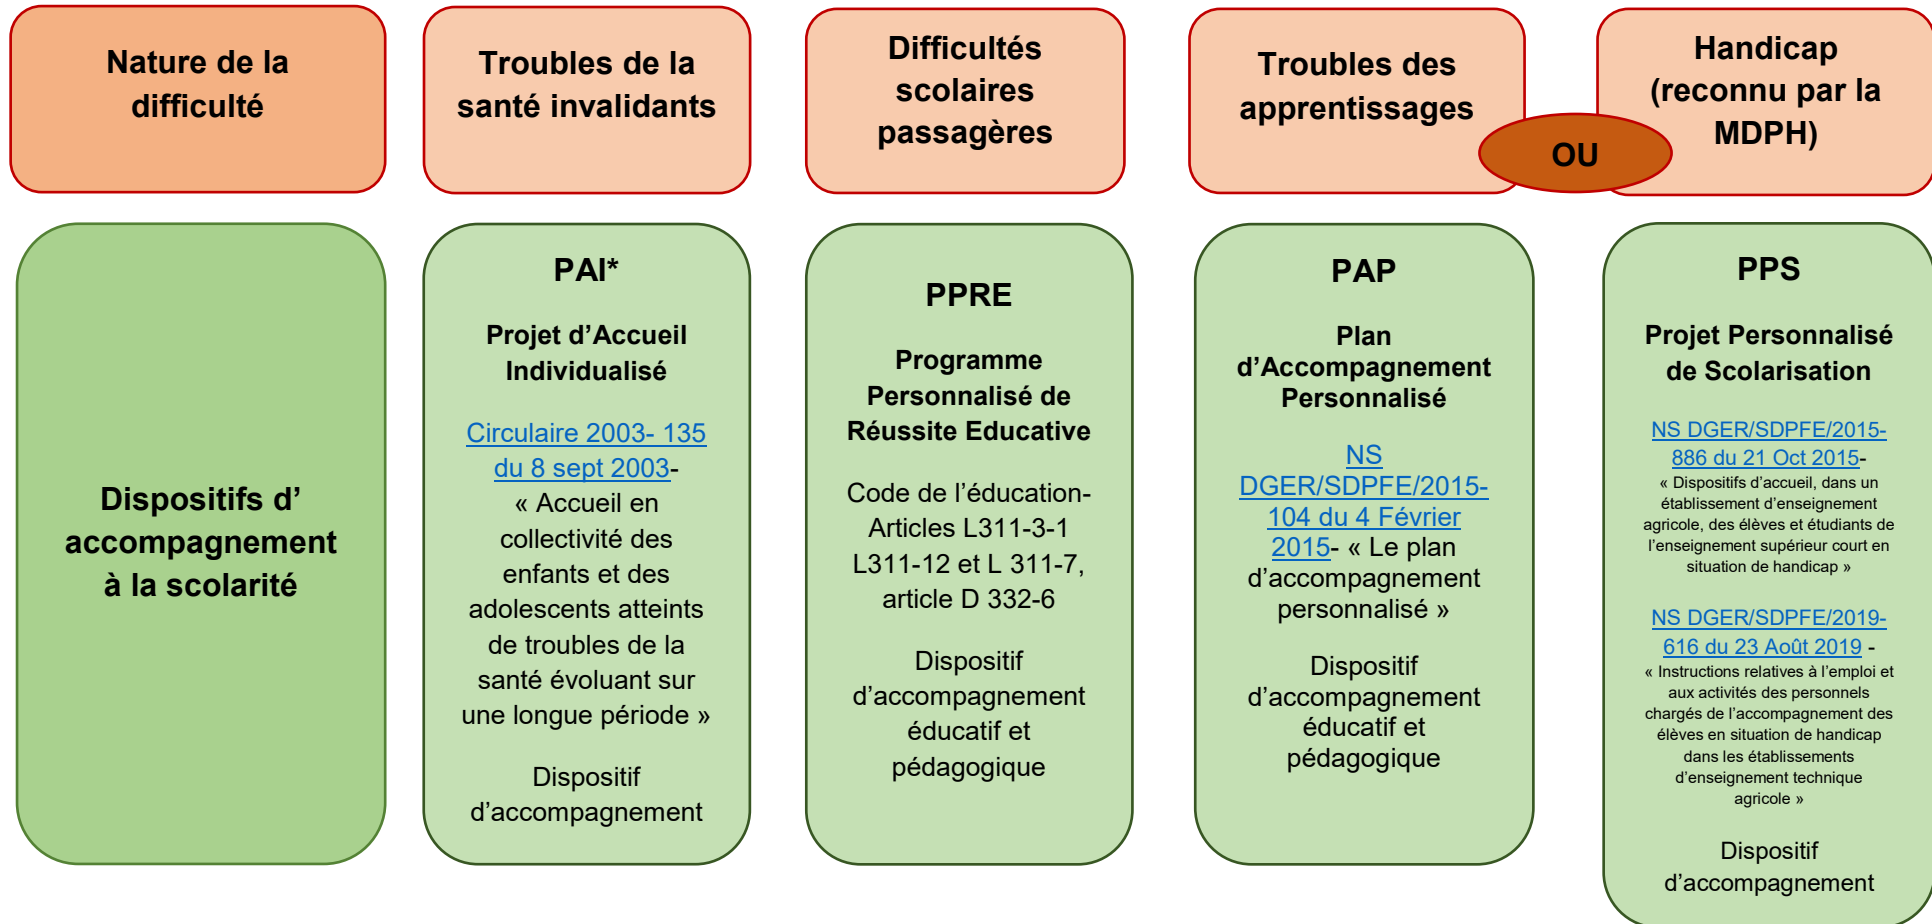 Nature de la
difficulté
Troubles de la
santé invalidants
Difficultés
scolaires
passagères
Troubles des
apprentissages
OU
Handicap
(reconnu par la
MDPH)
Dispositifs d’
accompagnement
à la scolarité
PAI*
Projet d’Accueil
Individualisé
Circulaire 2003- 135
du 8 sept 2003-
« Accueil en
collectivité des
enfants et des
adolescents atteints
de troubles de la
santé évoluant sur
une longue période »
Dispositif
d’accompagnement
PPRE
Programme
Personnalisé de
Réussite Educative
Code de l’éducation-
Articles L311-3-1
L311-12 et L 311-7,
article D 332-6
Dispositif
d’accompagnement
éducatif et
pédagogique
PAP
Plan
d’Accompagnement
Personnalisé
NS
DGER/SDPFE/2015-
104 du 4 Février
2015- « Le plan
d’accompagnement
personnalisé »
Dispositif
d’accompagnement
éducatif et
pédagogique
PPS
Projet Personnalisé
de Scolarisation
NS DGER/SDPFE/2015-
886 du 21 Oct 2015-
« Dispositifs d’accueil, dans un
établissement d’enseignement
agricole, des élèves et étudiants de
l’enseignement supérieur court en
situation de handicap »
NS DGER/SDPFE/2019-
616 du 23 Août 2019 -
« Instructions relatives à l’emploi et
aux activités des personnels
chargés de l’accompagnement des
élèves en situation de handicap
dans les établissements
d’enseignement technique
agricole »
Dispositif
d’accompagnement